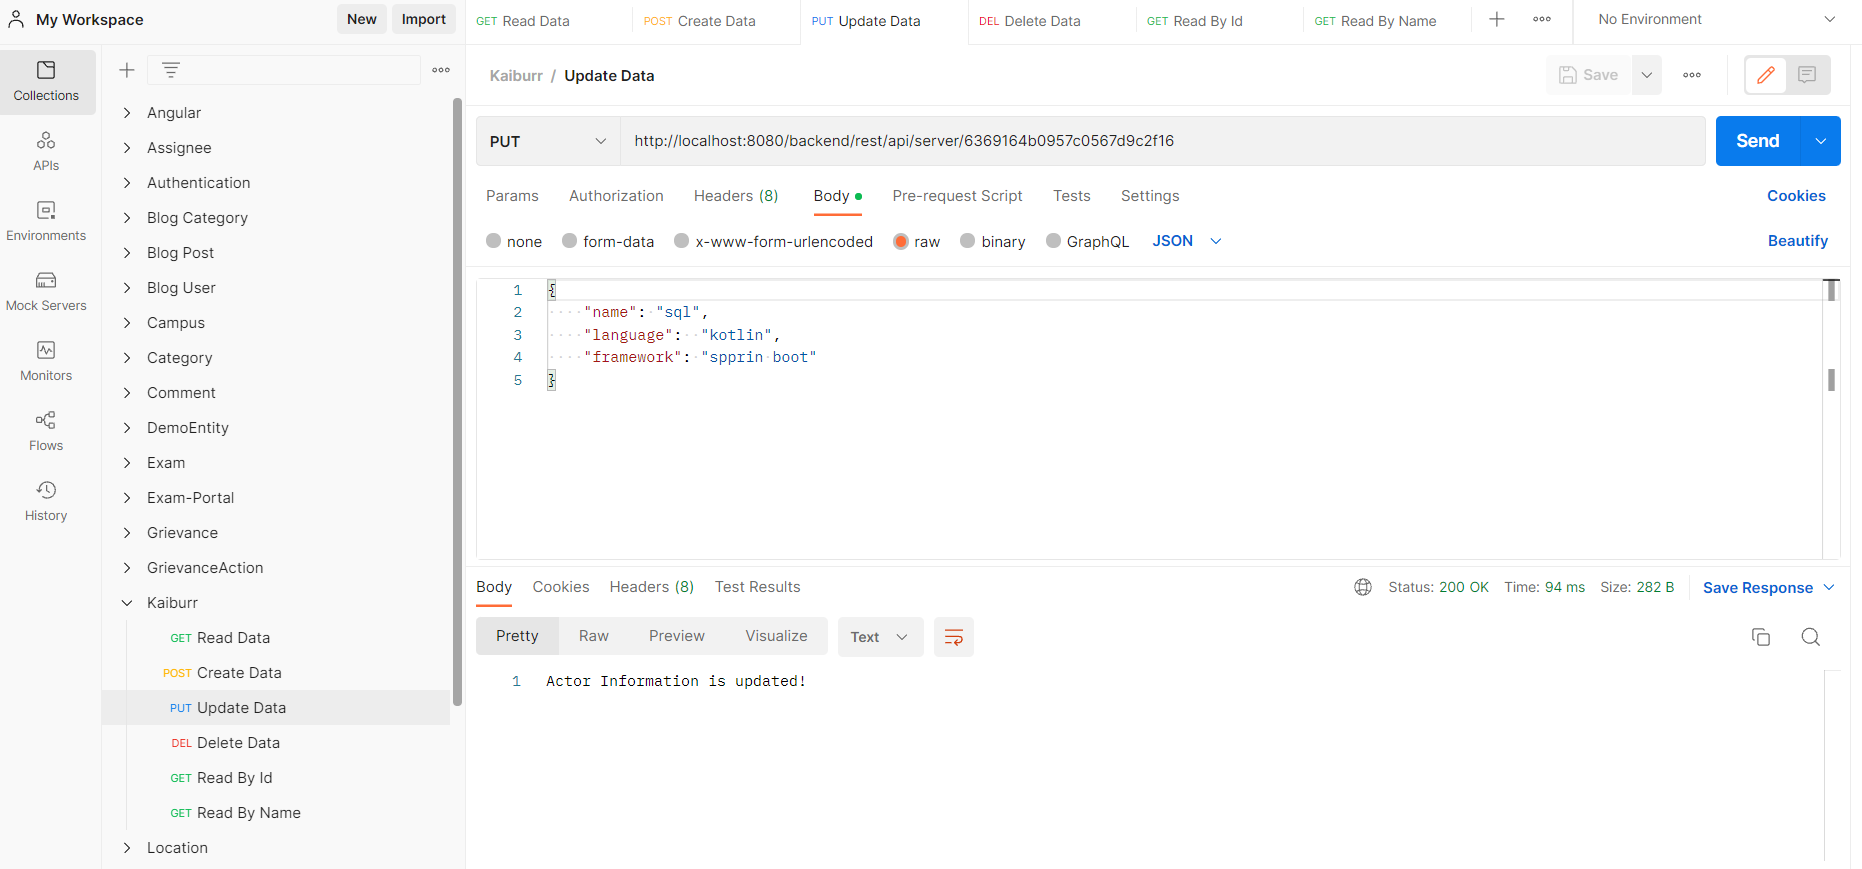 My Workspace
New
Import
GET Read Data
POST Create Data
PUT Update Data
DEL Delete Data
GET Read By Id
GET Read By Name
No Environment
Collections
APIs
Environments
Mock Servers
Monitors
Flows
History
Angular
Assignee
Authentication
Blog Category
Blog Post
Blog User
Campus
Category
Comment
DemoEntity
Exam
Exam-Portal
Grievance
GrievanceAction
Kaiburr
GET Read Data
POST Create Data
PUT Update Data
DEL Delete Data
GET Read By Id
GET Read By Name
Location
Kaiburr / Update Data
Save
PUT
http://localhost:8080/backend/rest/api/server/6369164b0957c0567d9c2f16
Send
Params Authorization Headers (8) Body Pre-request Script Tests Settings
Cookies
none form-data x-www-form-urlencoded raw binary GraphQL JSON
Beautify
1 {
2 "name": "sql",
3 "language": "kotlin",
4 "framework": "spprin boot"
5 }
Body Cookies Headers (8) Test Results
Status: 200 OK Time: 94 ms Size: 282 B
Save Response
Pretty Raw Preview Visualize Text
1 Actor Information is updated!